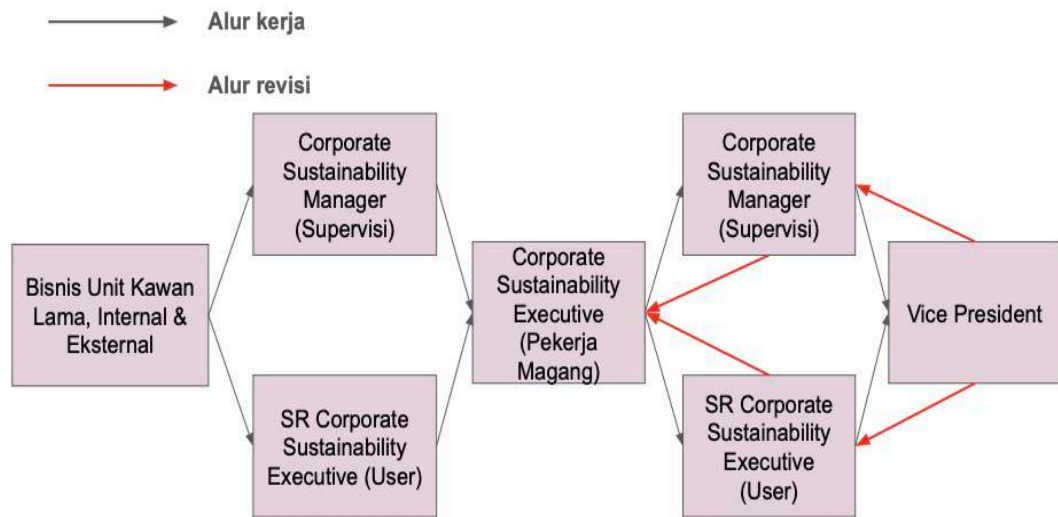 Alur kerja
Alur revisi
Bisnis Unit Kawan
Lama, Internal &
Eksternal
Corporate
Sustainability
Manager
(Supervisi)
SR Corporate
Sustainability
Executive (User)
Corporate
Sustainability
Executive
(Pekerja
Magang)
Corporate
Sustainability
Manager
(Supervisi)
SR Corporate
Sustainability
Executive
(User)
Vice President